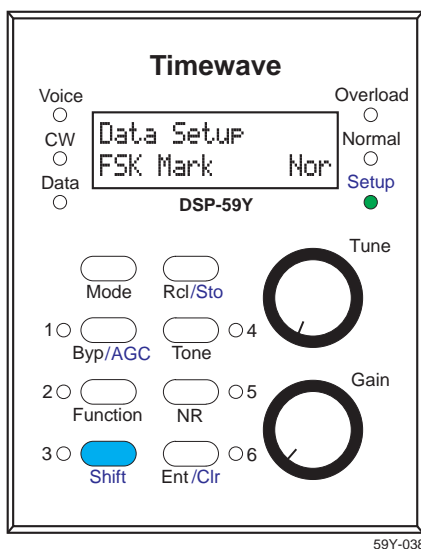 Timewave
Voice
Overload
CW
Normal
Data
Setup
Data Setup
FSK Mark Nor
DSP-59Y
Tune
Mode
Rcl/Sto
1
4
Byp/AGC
Tone
Gain
2
5
Function
NR
3
6
Shift
Ent/Clr
59Y-038